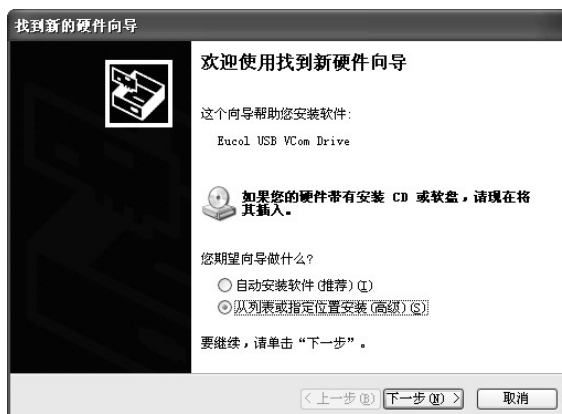 找到新的硬件向导
欢迎使用找到新硬件向导
这个向导帮助您安装软件:
Eucol USB VCom Drive
如果您的硬件带有安装 CD 或软盘，请现在将
其插入。
您期望向导做什么?
自动安装软件(推荐)(I)
从列表或指定位置安装(高级)(S)
要继续，请单击“下一步”。
< 上一步(B) 下一步(N) > 取消